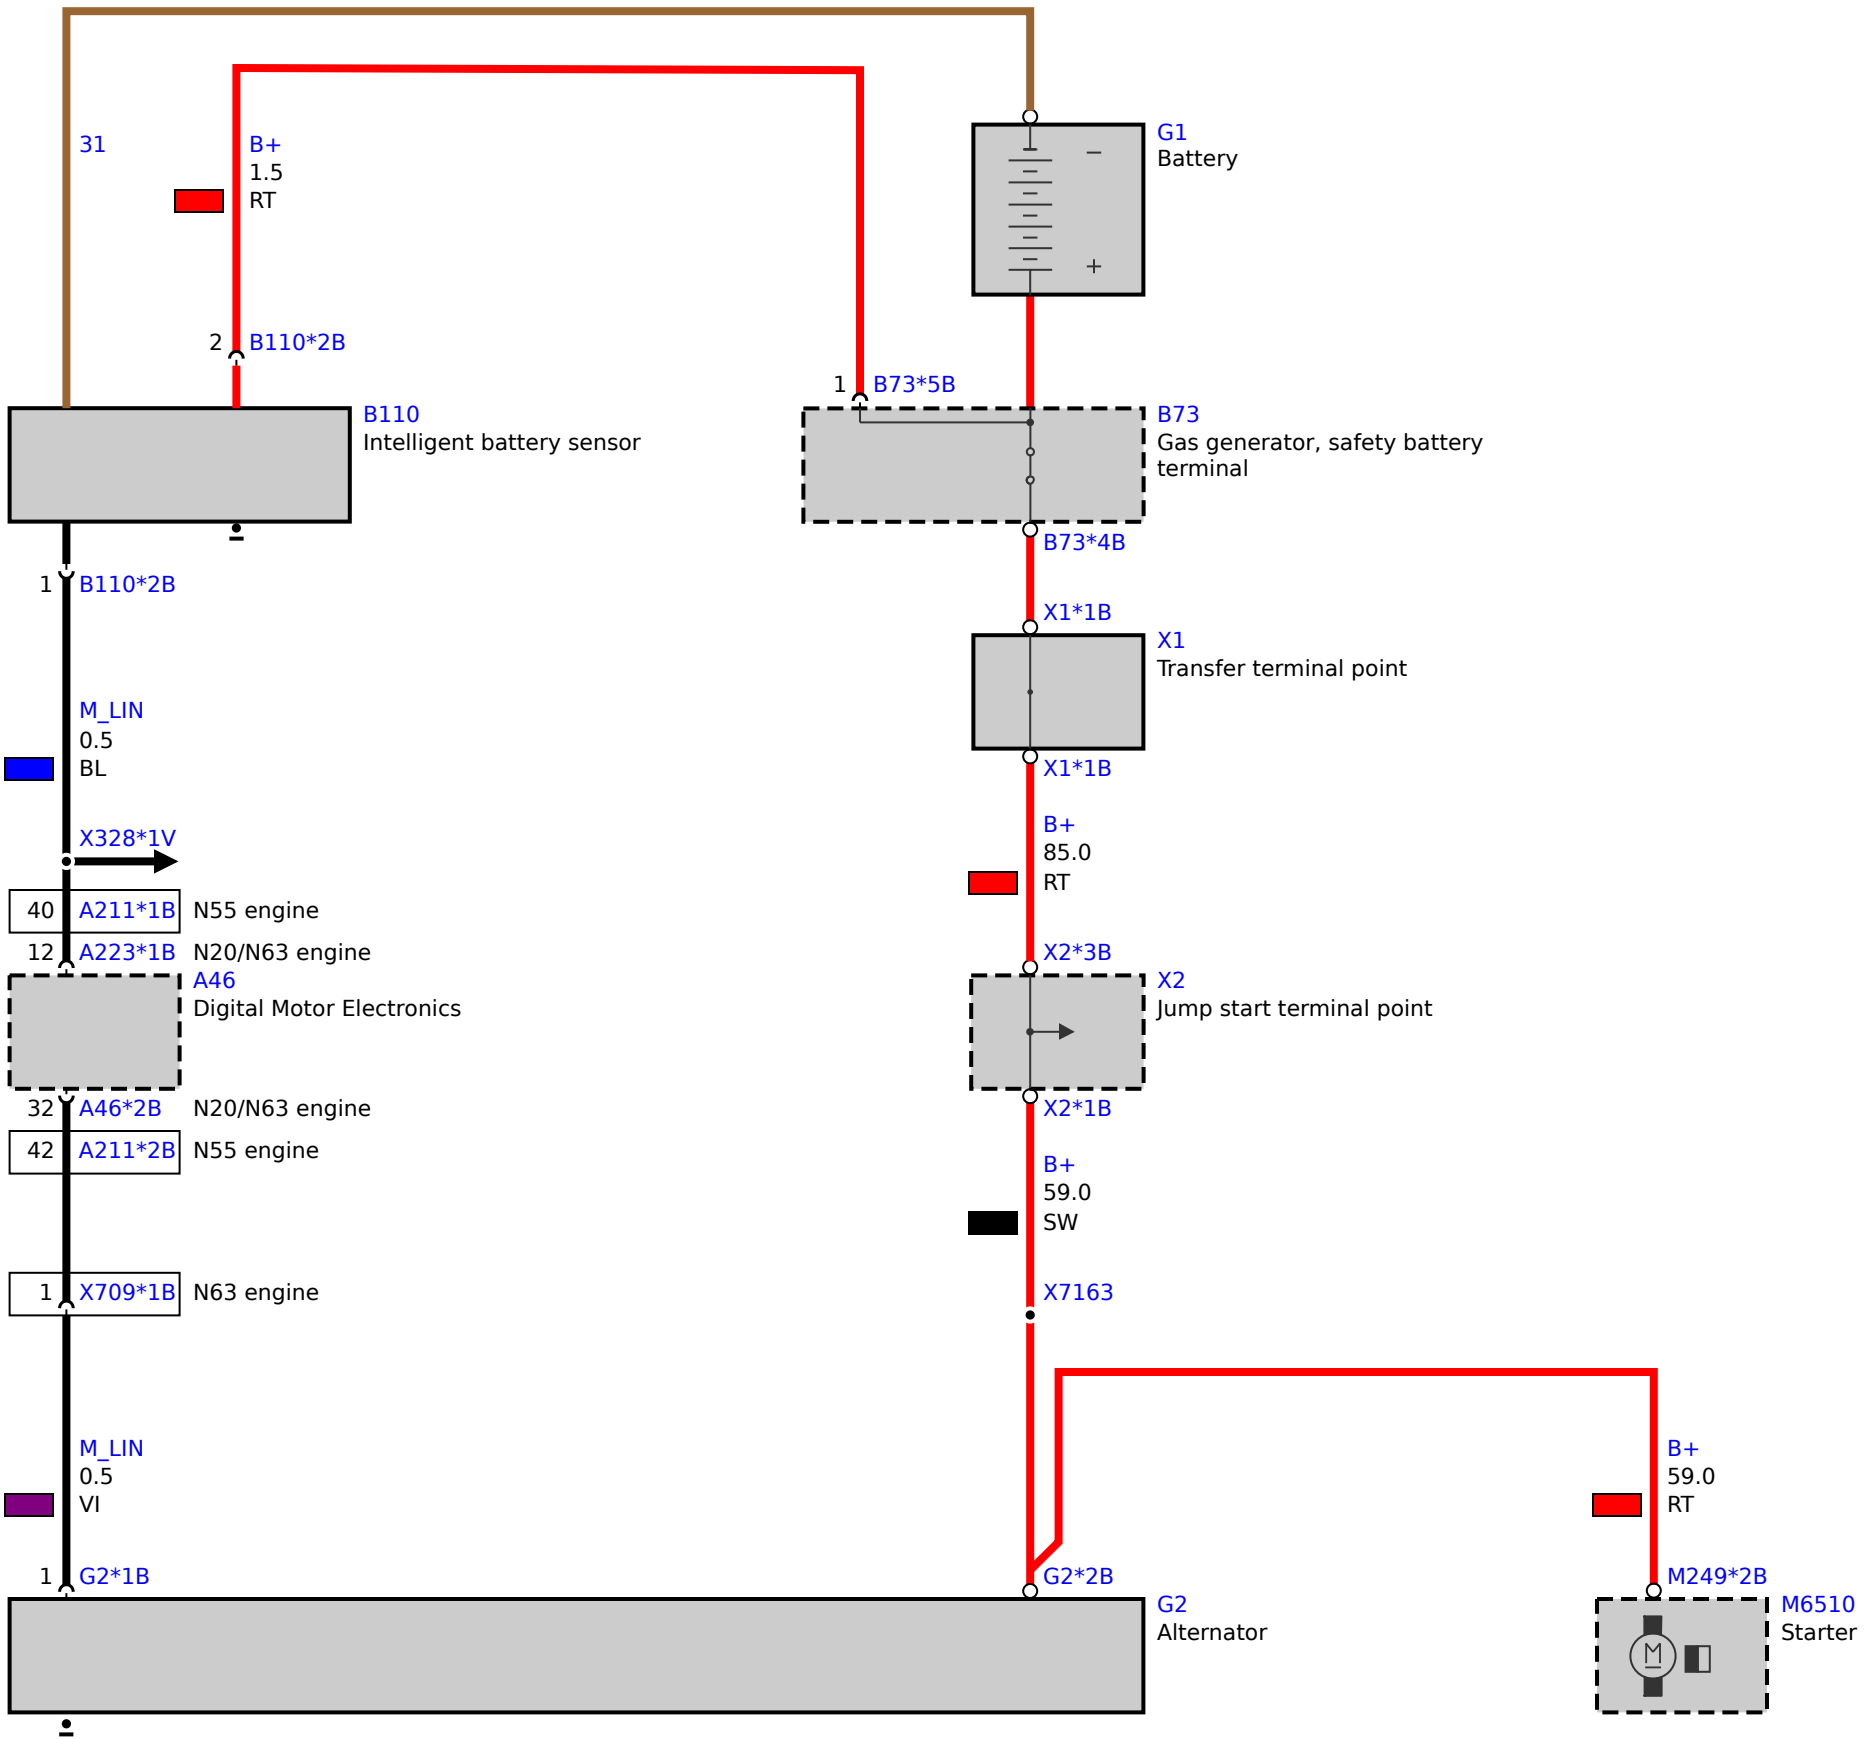 31
B+
1.5
RT
G1
Battery
−
+
2 B110*2B
1 B73*5B
B110
Intelligent battery sensor
B73
Gas generator, safety battery
terminal
B73*4B
1 B110*2B
X1*1B
X1
Transfer terminal point
M_LIN
0.5
BL
X1*1B
B+
85.0
RT
X328*1V
40 A211*1B N55 engine
12 A223*1B N20/N63 engine
X2*3B
A46
Digital Motor Electronics
X2
Jump start terminal point
32 A46*2B N20/N63 engine
42 A211*2B N55 engine
X2*1B
B+
59.0
SW
1 X709*1B N63 engine
X7163
M_LIN
0.5
VI
B+
59.0
RT
1 G2*1B
G2*2B
M249*2B
G2
Alternator
M6510
Starter
M